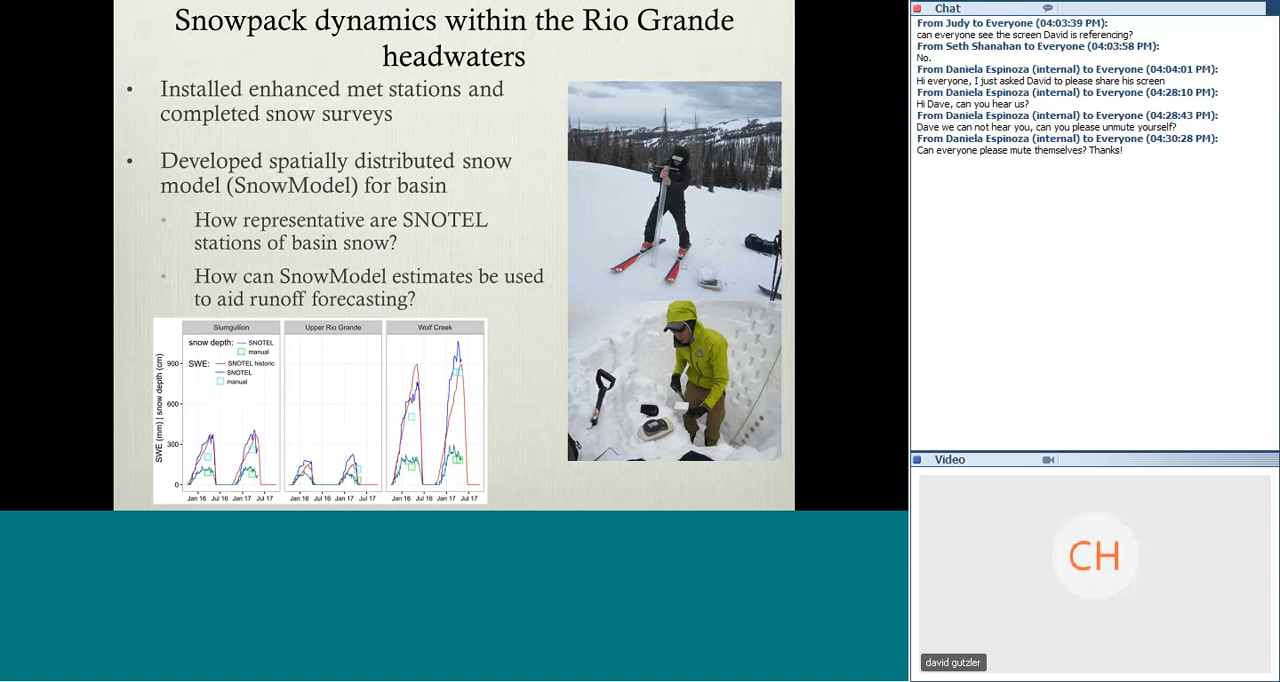 Snowpack dynamics within the Rio Grande
headwaters
• Installed enhanced met stations and
completed snow surveys
• Developed spatially distributed snow
model (SnowModel) for basin
• How representative are SNOTEL
stations of basin snow?
• How can SnowModel estimates be used
to aid runoff forecasting?
Slumgullion
Upper Rio Grande
Wolf Creek
snow depth: SNOTEL
manual
SWE: SNOTEL historic
SNOTEL
manual
SWE (mm) | snow depth (cm)
900
600
300
0
Jan 16 Jul 16 Jan 17 Jul 17
Jan 16 Jul 16 Jan 17 Jul 17
Jan 16 Jul 16 Jan 17 Jul 17
Chat
From Judy to Everyone (04:03:39 PM):
can everyone see the screen David is referencing?
From Seth Shanahan to Everyone (04:03:58 PM):
No.
From Daniela Espinoza (internal) to Everyone (04:04:01 PM):
Hi everyone, I just asked David to please share his screen
From Daniela Espinoza (internal) to Everyone (04:28:10 PM):
Hi Dave, can you hear us?
From Daniela Espinoza (internal) to Everyone (04:28:43 PM):
Dave we can not hear you, can you please unmute yourself?
From Daniela Espinoza (internal) to Everyone (04:30:28 PM):
Can everyone please mute themselves? Thanks!
Video
CH
david gutzler